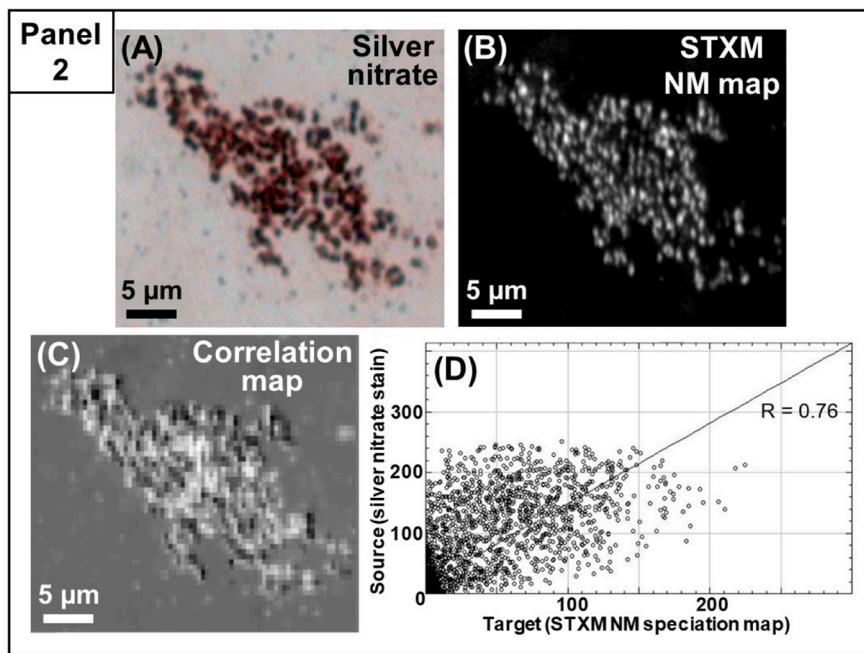 Panel
2
(A)
Silver
nitrate
5 µm
(B)
STXM
NM map
5 µm
(C)
Correlation
map
5 µm
(D)
R = 0.76
300
200
100
0
0
100
200
Source (silver nitrate stain)
Target (STXM NM speciation map)